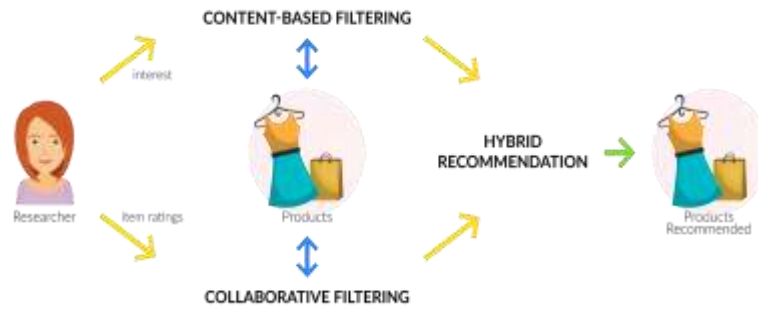 CONTENT-BASED FILTERING
interest
HYBRID
RECOMMENDATION
Researcher
Item ratings
Products
Products
Recommended
COLLABORATIVE FILTERING